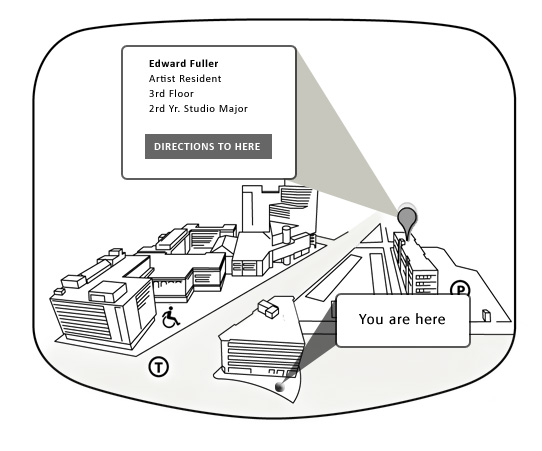 Edward Fuller
Artist Resident
3rd Floor
2rd Yr. Studio Major
DIRECTIONS TO HERE
P
You are here
T